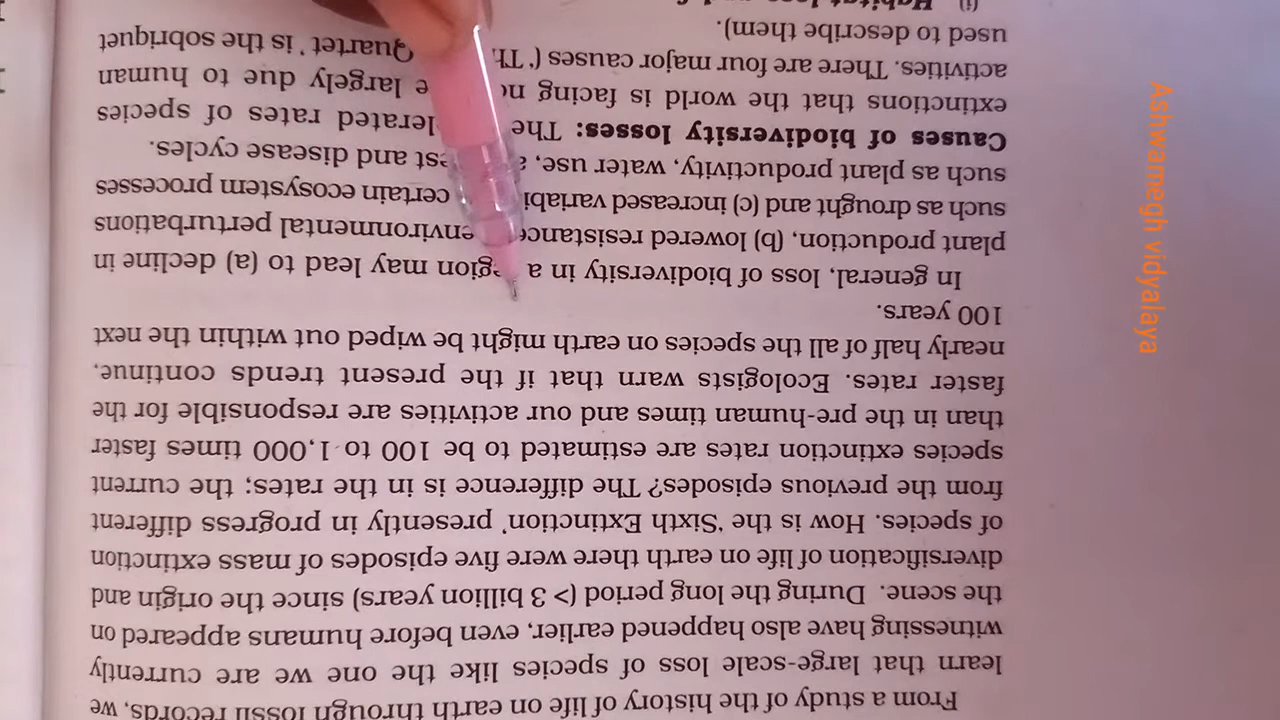 From a study of the history of life on earth through fossil records, we
learn that large-scale loss of species like the one we are currently
witnessing have also happened earlier, even before humans appeared on
the scene. During the long period (> 3 billion years) since the origin and
diversification of life on earth there were five episodes of mass extinction
of species. How is the 'Sixth Extinction' presently in progress different
from the previous episodes? The difference is in the rates; the current
species extinction rates are estimated to be 100 to 1,000 times faster
than in the pre-human times and our activities are responsible for the
faster rates. Ecologists warn that if the present trends continue,
nearly half of all the species on earth might be wiped out within the next
100 years.
In general, loss of biodiversity in a region may lead to (a) decline in
plant production, (b) lowered resistance environmental perturbations
such as drought and (c) increased certain ecosystem processes
such as plant productivity, water use, and disease cycles.
Causes of biodiversity losses: The rates of species
extinctions that the world is facing largely due to human
activities. There are four major causes (' Quartet ' is the sobriquet
used to describe them).
(i)
Ashwamegh vidyalaya